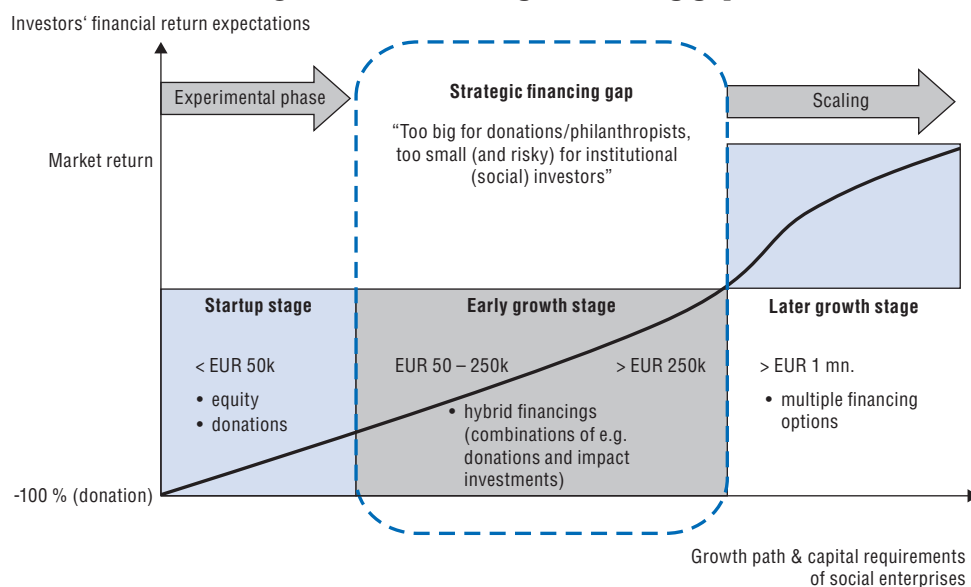 Investors‘ financial return expectations
Experimental phase
Strategic financing gap
“Too big for donations/philanthropists,
too small (and risky) for institutional
(social) investors”
Scaling
Market return
Startup stage
< EUR 50k
• equity
• donations
Early growth stage
EUR 50 – 250k
> EUR 250k
• hybrid financings
(combinations of e.g.
donations and impact
investments)
Later growth stage
> EUR 1 mn.
• multiple financing
options
-100 % (donation)
Growth path & capital requirements
of social enterprises